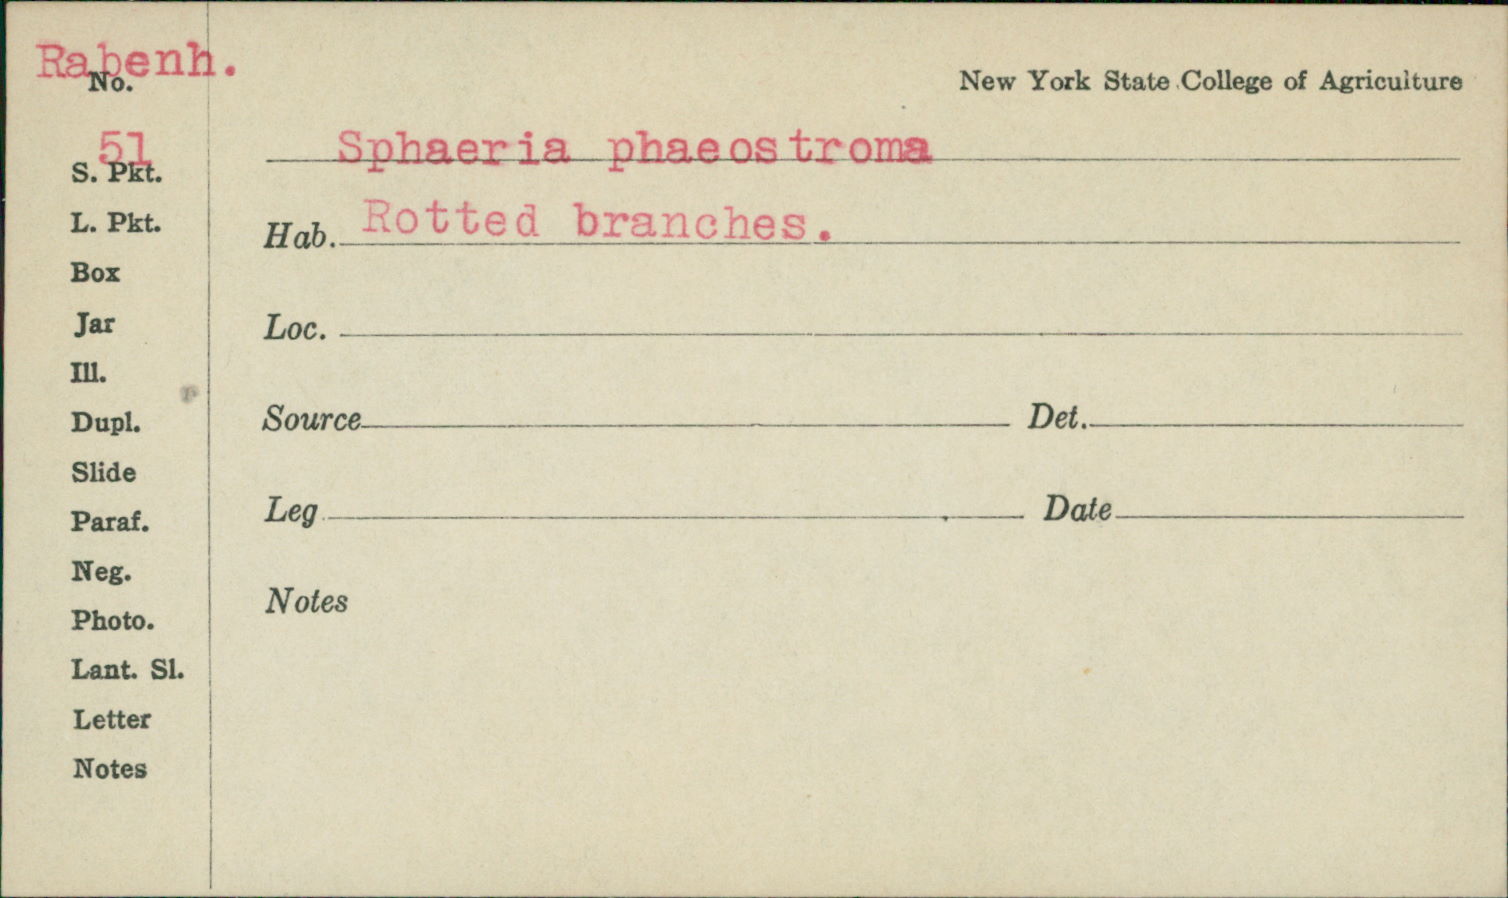 Rabenh.
No.
New York State College of Agriculture
51
Sphaeria phaeostroma
S. Pkt.
L. Pkt.
Hab. Rotted branches.
Box
Jar
Loc.
Ill.
Dupl.
Source Det.
Slide
Paraf.
Leg Date
Neg.
Notes
Photo.
Lant. Sl.
Letter
Notes